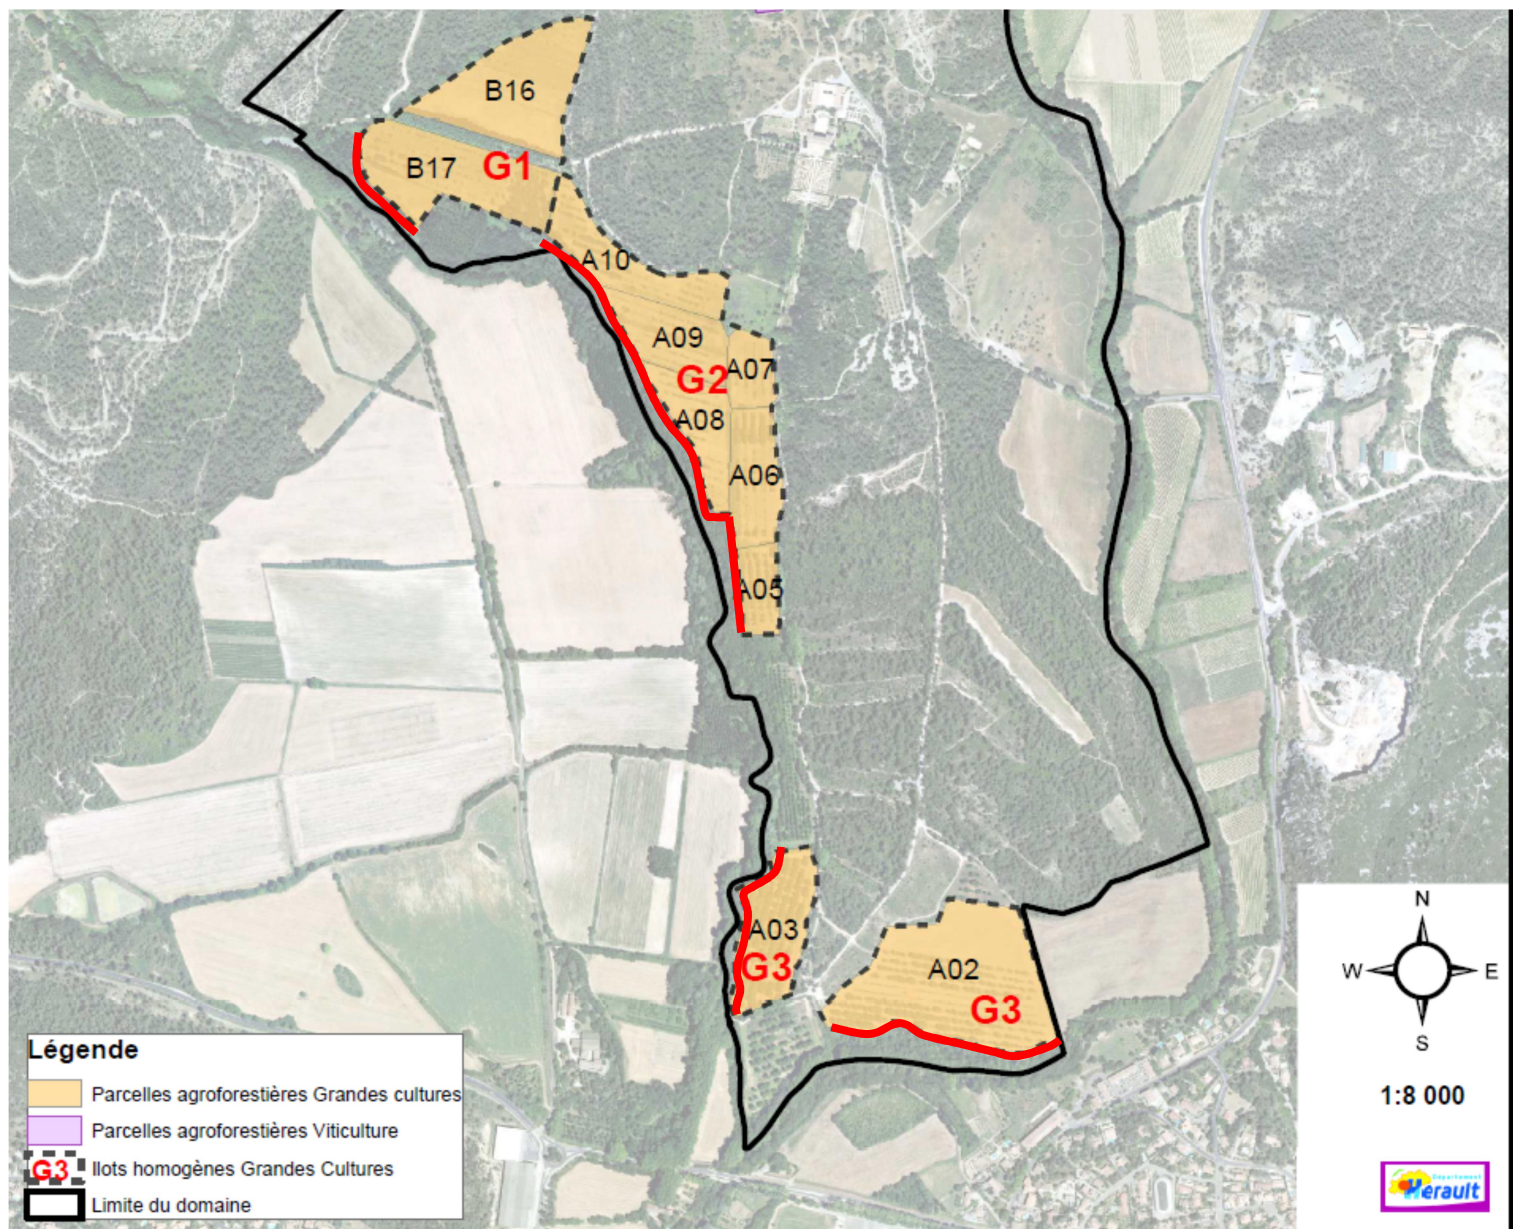 B16
B17
G1
A10
A09
A07
G2
A08
A06
A05
A03
G3
A02
G3
N
W
E
S
1:8 000
Département
Hérault
Légende
Parcelles agroforestières Grandes cultures
Parcelles agroforestières Viticulture
G3 Ilots homogènes Grandes Cultures
Limite du domaine